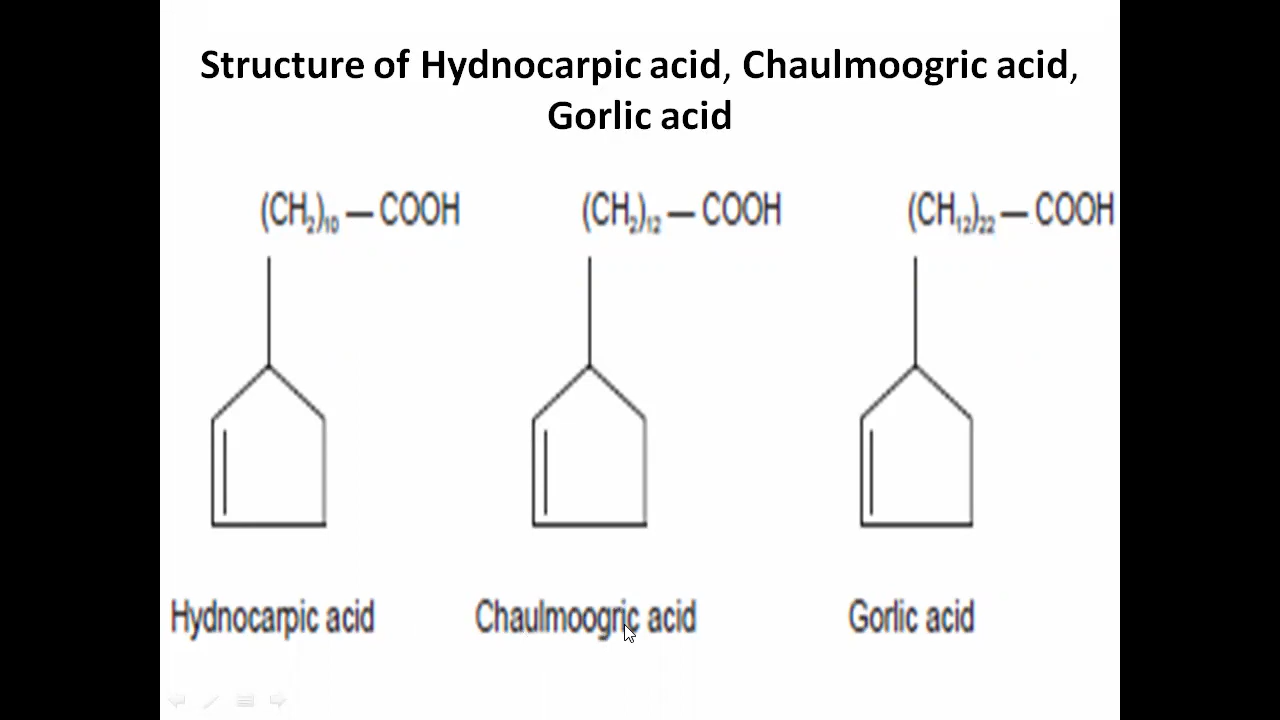 Structure of Hydnocarpic acid, Chaulmoogric acid,
Gorlic acid
(CH₂)₁₀ — COOH
(CH₂)₁₂ — COOH
(CH₁₂)₂₂ — COOH
Hydnocarpic acid
Chaulmoogric acid
Gorlic acid